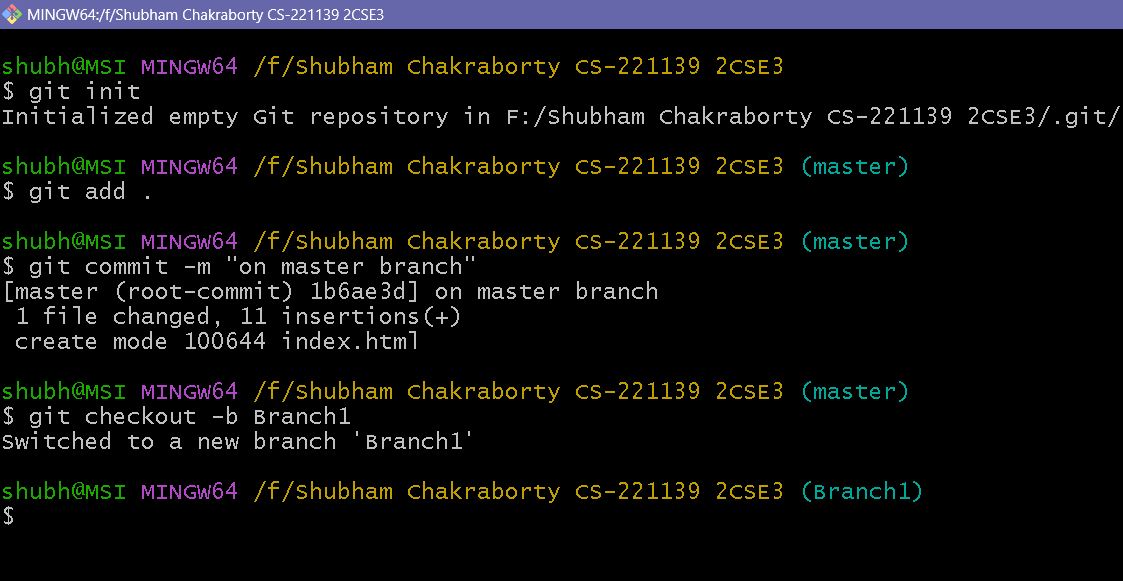 MINGW64:/f/Shubham Chakraborty CS-221139 2CSE3
shubh@MSI MINGW64 /f/Shubham Chakraborty CS-221139 2CSE3
$ git init
Initialized empty Git repository in F:/Shubham Chakraborty CS-221139 2CSE3/.git/
shubh@MSI MINGW64 /f/Shubham Chakraborty CS-221139 2CSE3 (master)
$ git add .
shubh@MSI MINGW64 /f/Shubham Chakraborty CS-221139 2CSE3 (master)
$ git commit -m "on master branch"
[master (root-commit) 1b6ae3d] on master branch
 1 file changed, 11 insertions(+)
 create mode 100644 index.html
shubh@MSI MINGW64 /f/Shubham Chakraborty CS-221139 2CSE3 (master)
$ git checkout -b Branch1
Switched to a new branch 'Branch1'
shubh@MSI MINGW64 /f/Shubham Chakraborty CS-221139 2CSE3 (Branch1)
$